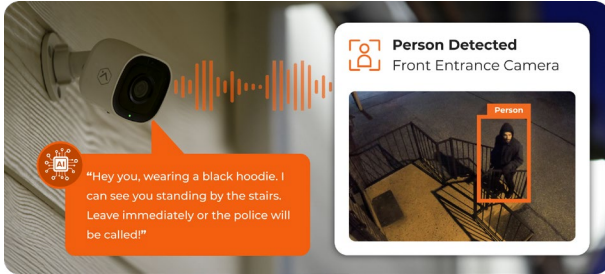 Person Detected
Front Entrance Camera
Person
AI
“Hey you, wearing a black hoodie. I
can see you standing by the stairs.
Leave immediately or the police will
be called!”